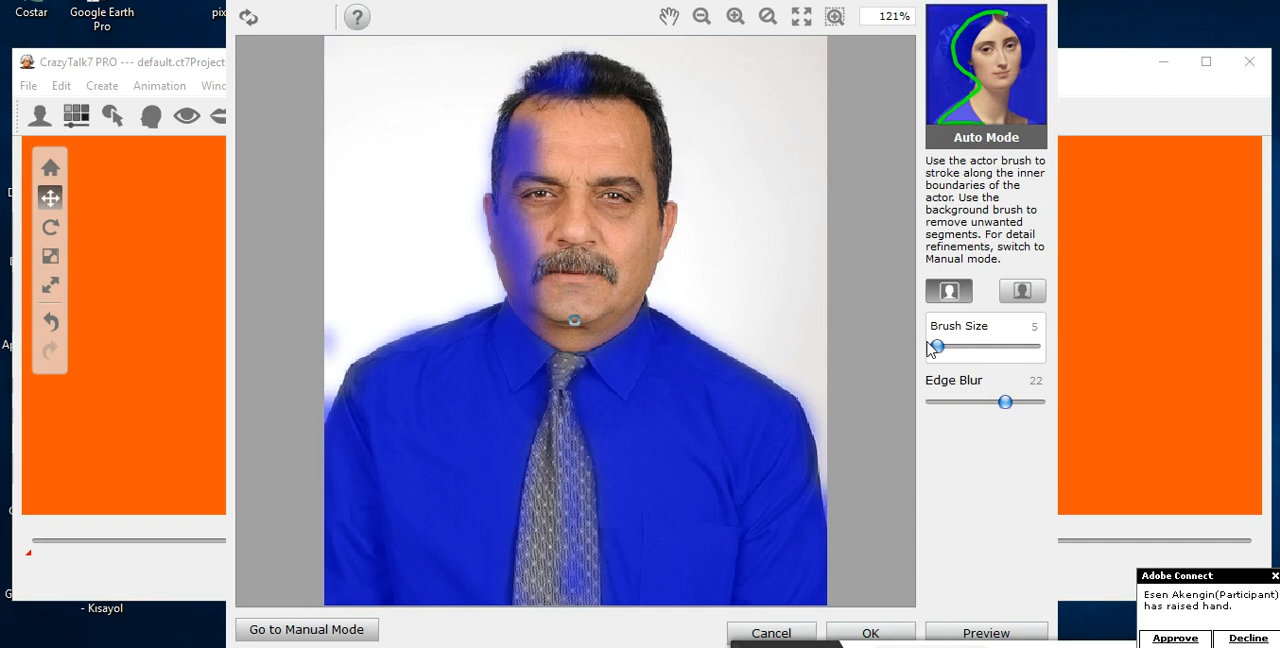 Costar
Google Earth
Pro
CrazyTalk7 PRO --- default.ct7Project
File Edit Create Animation
- Kısayol
?
121%
Auto Mode
Use the actor brush to
stroke along the inner
boundaries of the
actor. Use the
background brush to
remove unwanted
segments. For detail
refinements, switch to
Manual mode.
Brush Size 5
Edge Blur 22
Go to Manual Mode
Cancel
OK
Preview
Adobe Connect X
Esen Akengin(Participant)
has raised hand.
Approve
Decline